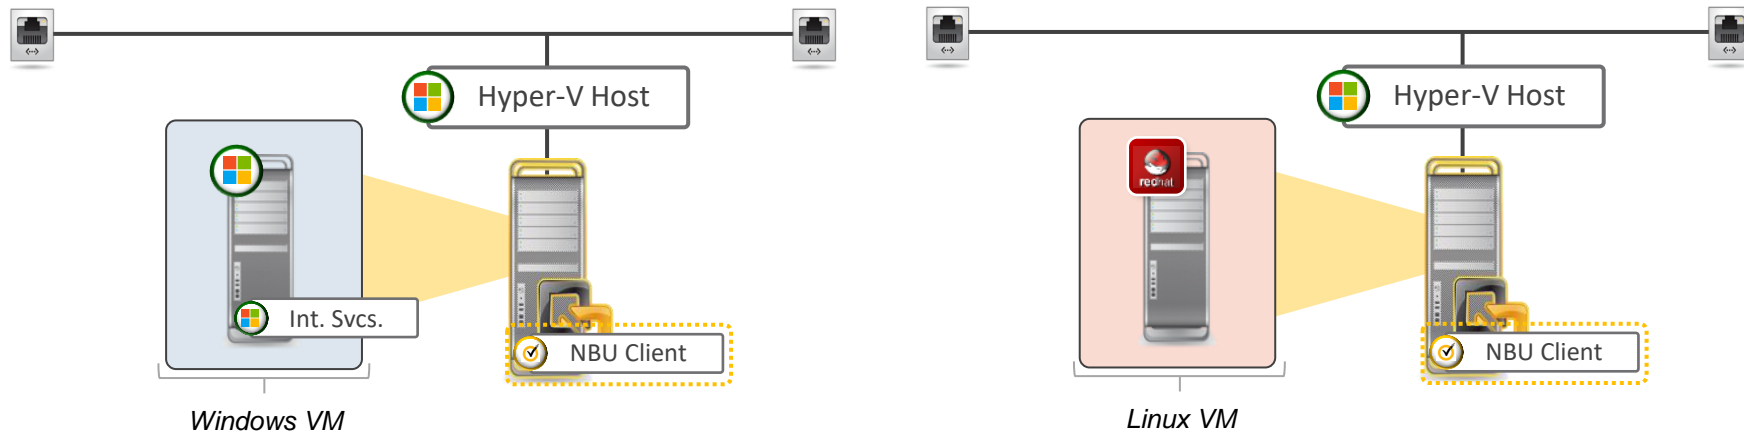 Hyper-V Host
Int. Svcs.
NBU Client
Windows VM
Hyper-V Host
redhat
NBU Client
Linux VM